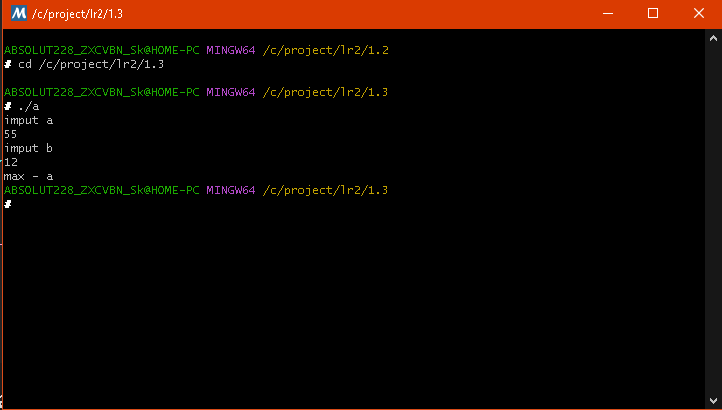 /c/project/lr2/1.3
ABSOLUT228_ZXCVBN_Sk@HOME-PC MINGW64 /c/project/lr2/1.2
# cd /c/project/lr2/1.3
ABSOLUT228_ZXCVBN_Sk@HOME-PC MINGW64 /c/project/lr2/1.3
# ./a
imput a
55
imput b
12
max - a
ABSOLUT228_ZXCVBN_Sk@HOME-PC MINGW64 /c/project/lr2/1.3
#